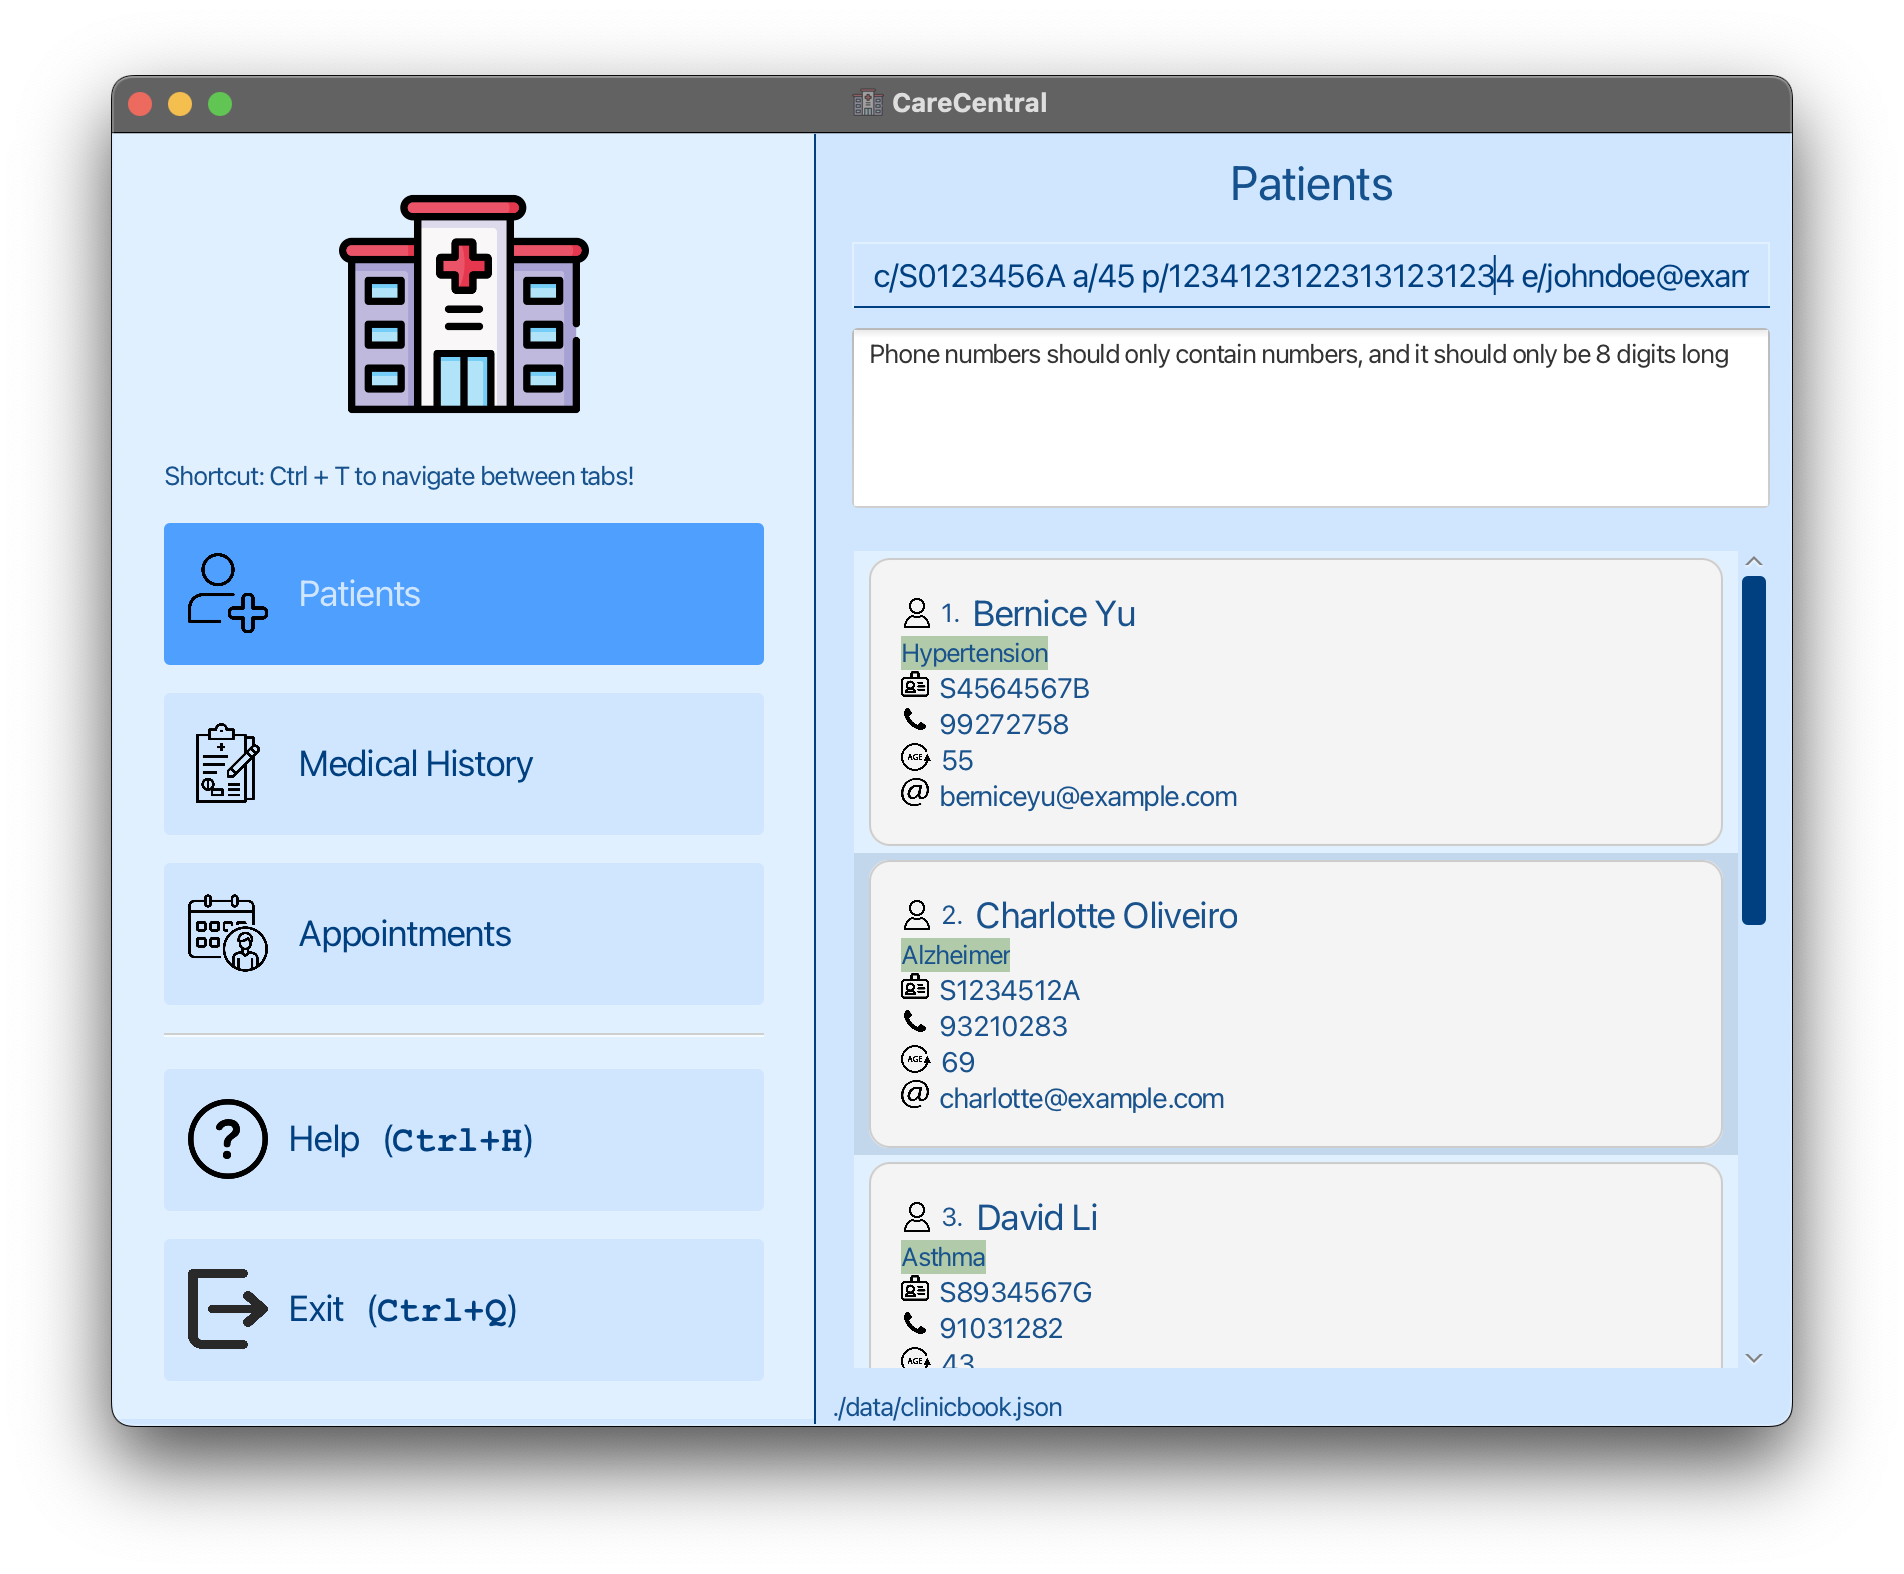 CareCentral
Shortcut: Ctrl + T to navigate between tabs!
Patients
Medical History
Appointments
Help (Ctrl+H)
Exit (Ctrl+Q)
Patients
c/S0123456A a/45 p/1234123122313123​1234 e/johndoe@exam
Phone numbers should only contain numbers, and it should only be 8 digits long
1. Bernice Yu
Hypertension
S4564567B
99272758
AGE 55
berniceyu@example.com
2. Charlotte Oliveiro
Alzheimer
S1234512A
93210283
AGE 69
charlotte@example.com
3. David Li
Asthma
S8934567G
91031282
AGE 43
./data/clinicbook.json